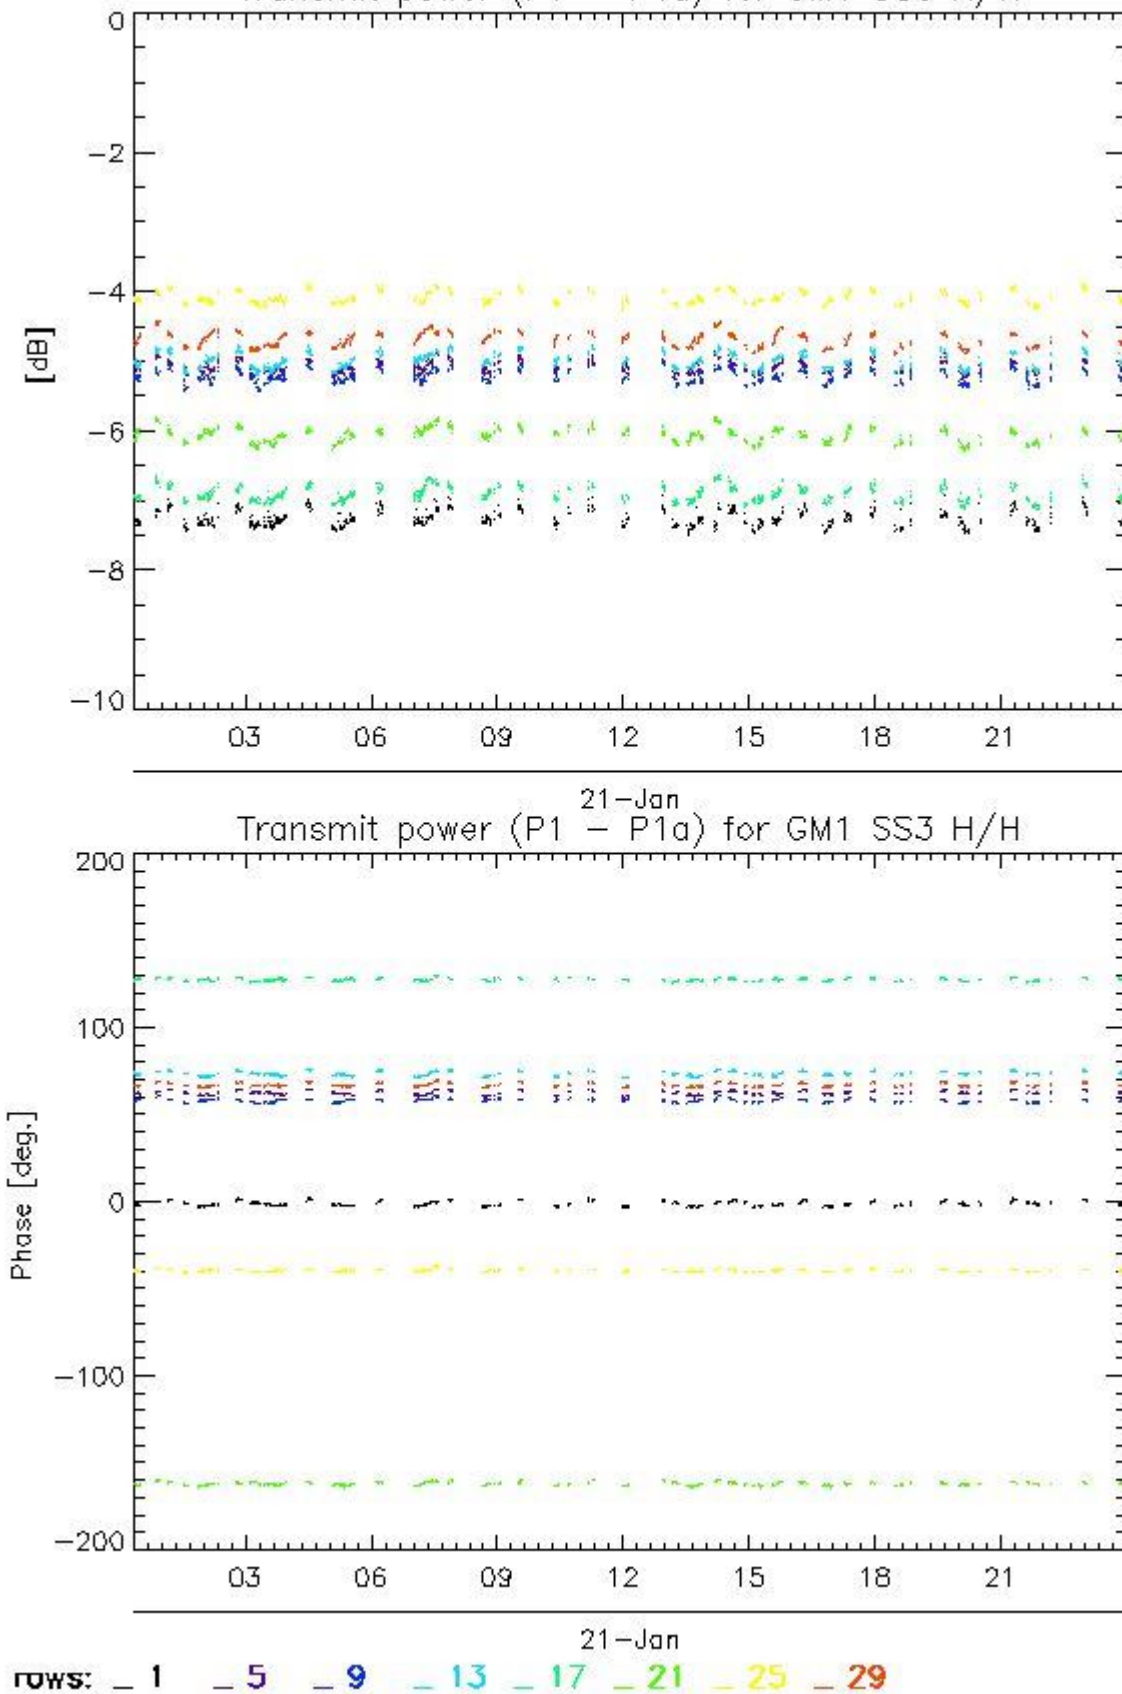 0
−2
−4
[dB]
−6
−8
−10
03 06 09 12 15 18 21
21−Jan
Transmit power (P1 − P1a) for GM1 SS3 H/H
200
100
0
Phase [deg.]
−100
−200
03 06 09 12 15 18 21
21−Jan
rows: _ 1 _ 5 _ 9 _ 13 _ 17 _ 21 _ 25 _ 29